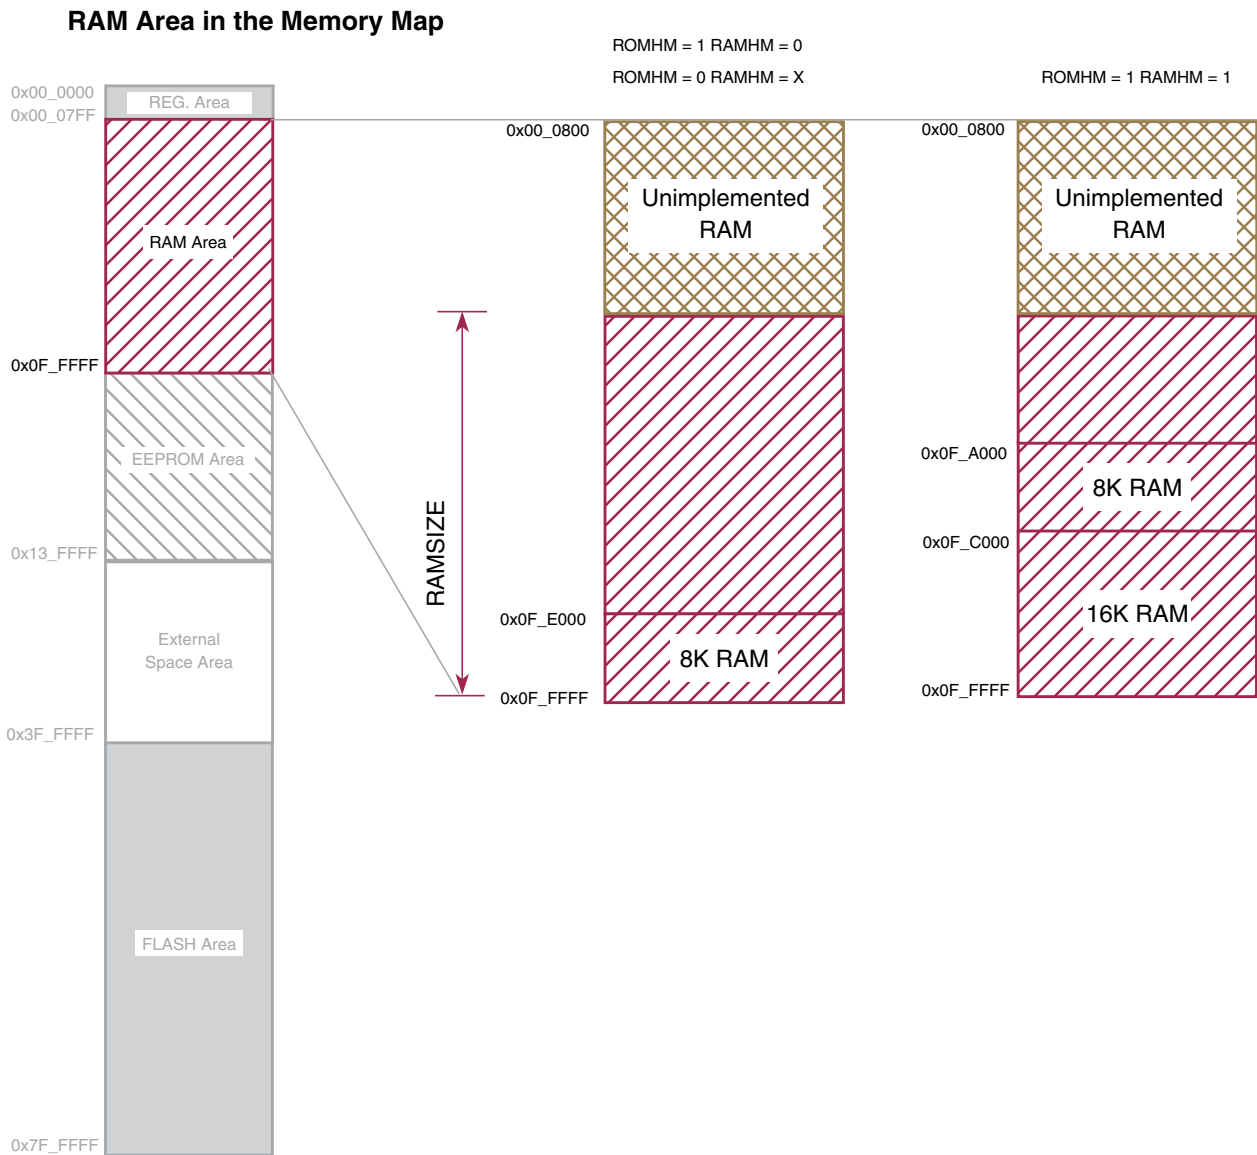 RAM Area in the Memory Map
ROMHM = 1 RAMHM = 0
ROMHM = 0 RAMHM = X
ROMHM = 1 RAMHM = 1
0x00_0000
REG. Area
0x00_07FF
RAM Area
0x0F_FFFF
EEPROM Area
0x13_FFFF
External
Space Area
0x3F_FFFF
FLASH Area
0x7F_FFFF
RAMSIZE
0x00_0800
Unimplemented
RAM
0x0F_E000
8K RAM
0x0F_FFFF
0x00_0800
Unimplemented
RAM
0x0F_A000
8K RAM
0x0F_C000
16K RAM
0x0F_FFFF